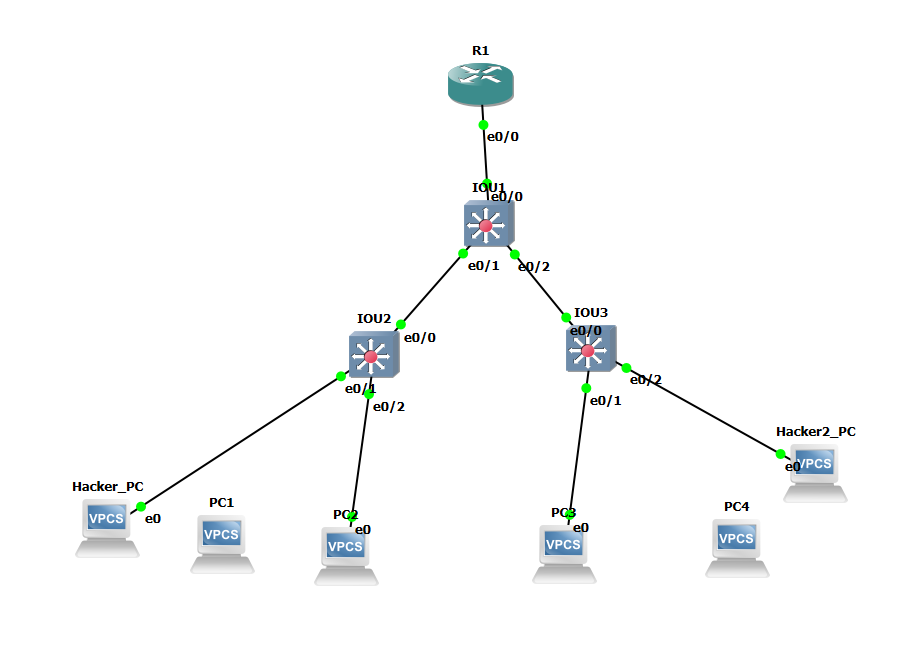 R1
e0/0
IOU1
e0/0
e0/1
e0/2
IOU2
e0/0
IOU3
e0/0
e0/1
e0/2
e0/1
e0/2
Hacker_PC
VPCS
e0
PC1
VPCS
PC2
e0
VPCS
PC3
e0
VPCS
PC4
VPCS
Hacker2_PC
e0
VPCS